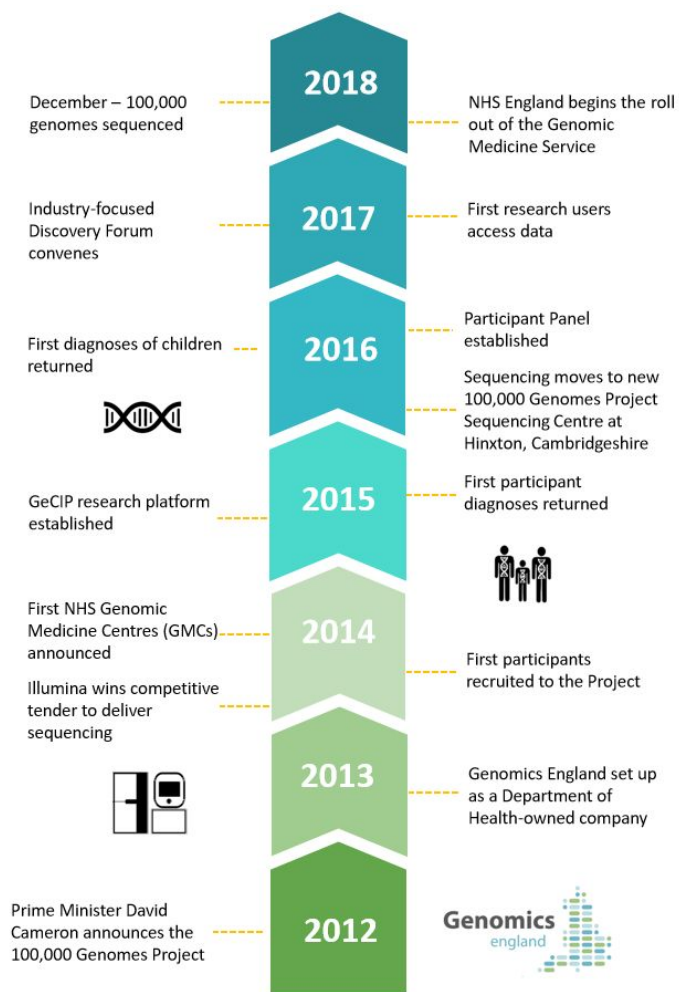 2018
December – 100,000
genomes sequenced
NHS England begins the roll
out of the Genomic
Medicine Service
2017
Industry-focused
Discovery Forum
convenes
First research users
access data
2016
First diagnoses of children
returned
Participant Panel
established
Sequencing moves to new
100,000 Genomes Project
Sequencing Centre at
Hinxton, Cambridgeshire
2015
GeCIP research platform
established
First participant
diagnoses returned
2014
First NHS Genomic
Medicine Centres (GMCs)
announced
Illumina wins competitive
tender to deliver
sequencing
First participants
recruited to the Project
2013
Genomics England set up
as a Department of
Health-owned company
2012
Prime Minister David
Cameron announces the
100,000 Genomes Project
Genomics
england